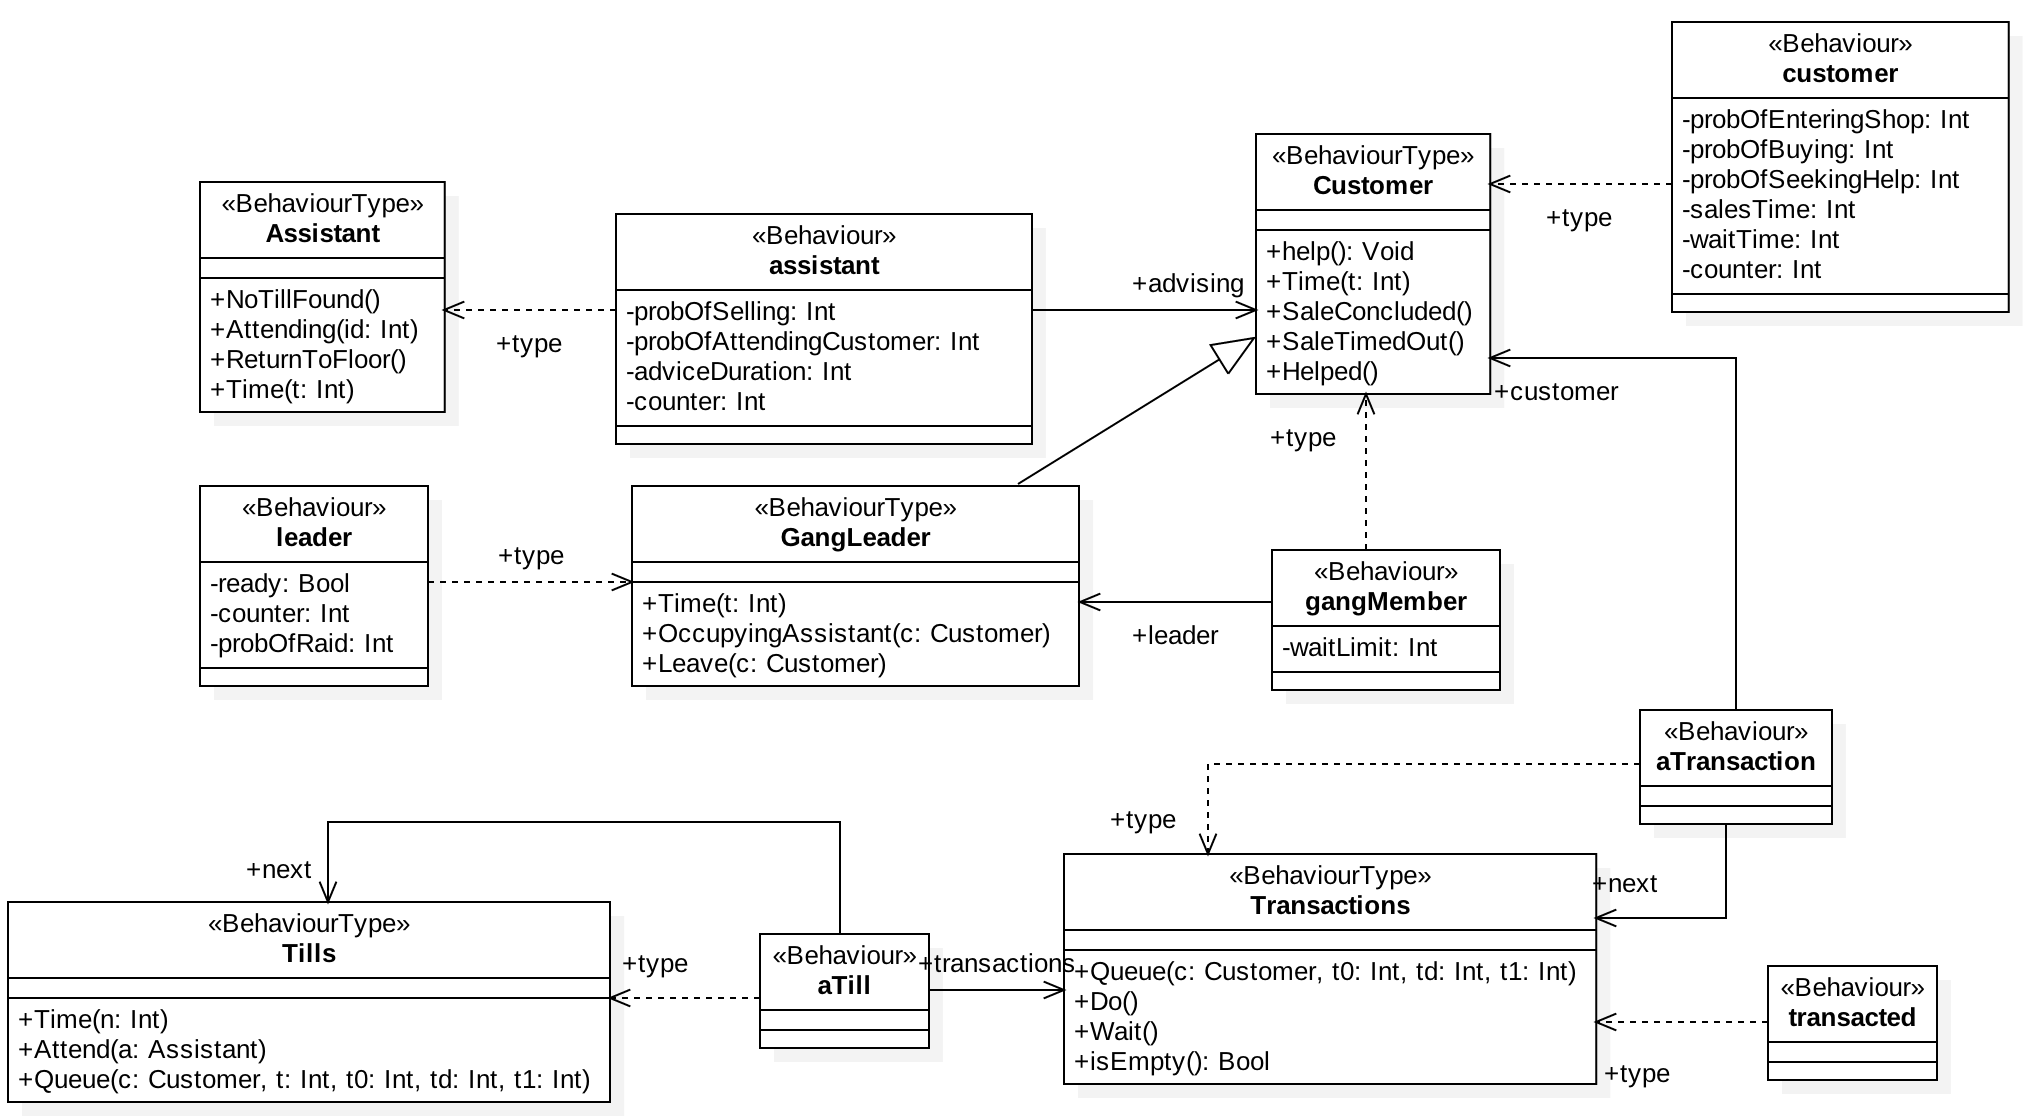 «Behaviour»
customer
-probOfEnteringShop: Int
-probOfBuying: Int
-probOfSeekingHelp: Int
-salesTime: Int
-waitTime: Int
-counter: Int
«BehaviourType»
Customer
+help(): Void
+Time(t: Int)
+SaleConcluded()
+SaleTimedOut()
+Helped()
+type
«BehaviourType»
Assistant
+NoTillFound()
+Attending(id: Int)
+ReturnToFloor()
+Time(t: Int)
+type
«Behaviour»
assistant
-probOfSelling: Int
-probOfAttendingCustomer: Int
-adviceDuration: Int
-counter: Int
+advising
+customer
+type
«Behaviour»
leader
-ready: Bool
-counter: Int
-probOfRaid: Int
+type
«BehaviourType»
GangLeader
+Time(t: Int)
+OccupyingAssistant(c: Customer)
+Leave(c: Customer)
+leader
«Behaviour»
gangMember
-waitLimit: Int
«Behaviour»
aTransaction
+type
+next
+next
«BehaviourType»
Tills
+Time(n: Int)
+Attend(a: Assistant)
+Queue(c: Customer, t: Int, t0: Int, td: Int, t1: Int)
+type
«Behaviour»
aTill
+transactions
«BehaviourType»
Transactions
+Queue(c: Customer, t0: Int, td: Int, t1: Int)
+Do()
+Wait()
+isEmpty(): Bool
«Behaviour»
transacted
+type